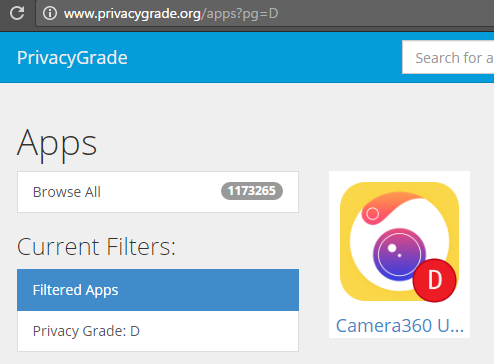 www.privacygrade.org/apps?pg=D
PrivacyGrade
Search for a
Apps
Browse All 1173265
Current Filters:
Filtered Apps
Privacy Grade: D
D
Camera360 U...